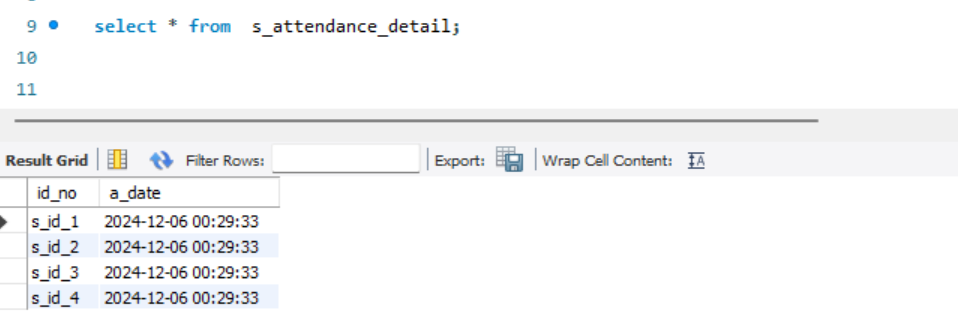 9 select * from s_attendance_detail;
10
11
Result Grid Filter Rows: Export: Wrap Cell Content:
id_no a_date
s_id_1 2024-12-06 00:29:33
s_id_2 2024-12-06 00:29:33
s_id_3 2024-12-06 00:29:33
s_id_4 2024-12-06 00:29:33